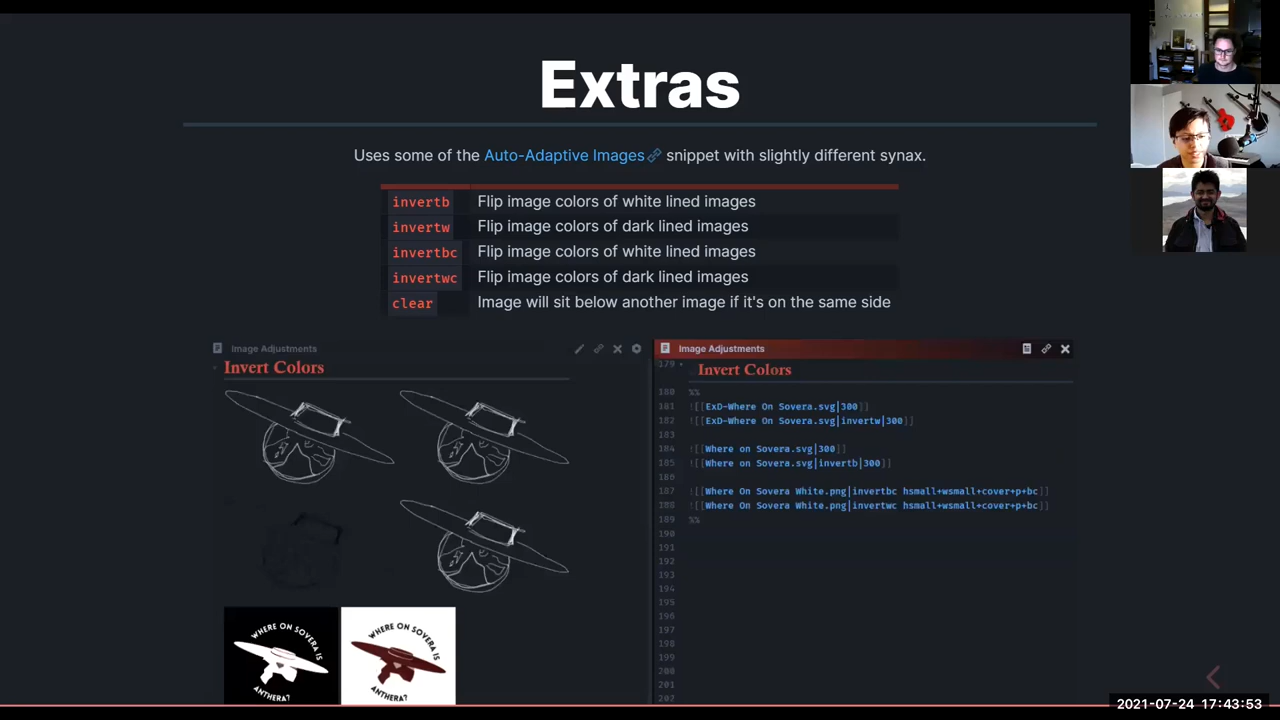 Extras
Uses some of the Auto-Adaptive Images snippet with slightly different synax.
invertb Flip image colors of white lined images
invertw Flip image colors of dark lined images
invertbc Flip image colors of white lined images
invertwc Flip image colors of dark lined images
clear Image will sit below another image if it's on the same side
Image Adjustments
Invert Colors
WHERE ON SOVERA IS
ANTHERA?
WHERE ON SOVERA IS
ANTHERA?
Image Adjustments
179 Invert Colors
180 %%
181 ![[ExD-Where On Sovera.svg|300]]
182 ![[ExD-Where On Sovera.svg|invertw|300]]
183
184 ![[Where on Sovera.svg|300]]
185 ![[Where on Sovera.svg|invertb|300]]
186
187 ![[Where On Sovera White.png|invertbc hsmall+wsmall+cover+p+bc]]
188 ![[Where On Sovera White.png|invertwc hsmall+wsmall+cover+p+bc]]
189 %%
190
191
192
193
194
195
196
197
198
199
200
201
202
2021-07-24 17:43:53